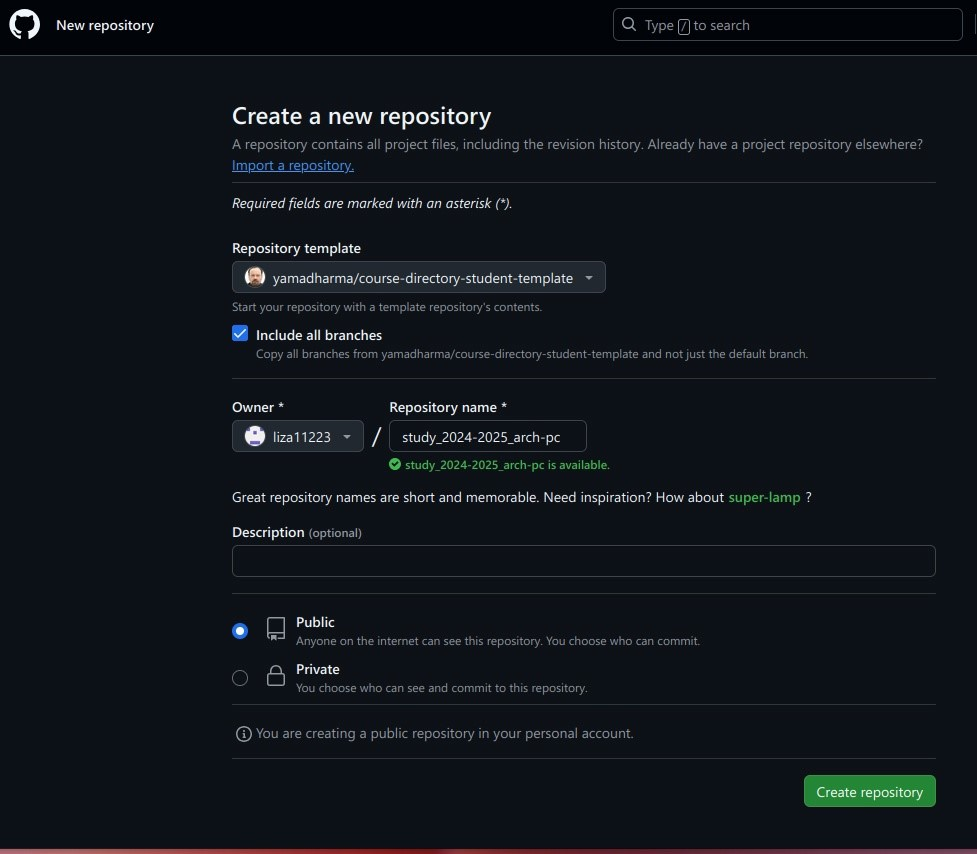 New repository
Type / to search
Create a new repository
A repository contains all project files, including the revision history. Already have a project repository elsewhere?
Import a repository.
Required fields are marked with an asterisk (*).
Repository template
yamadharma/course-directory-student-template
Start your repository with a template repository's contents.
Include all branches
Copy all branches from yamadharma/course-directory-student-template and not just the default branch.
Owner * Repository name *
liza11223 / study_2024-2025_arch-pc
study_2024-2025_arch-pc is available.
Great repository names are short and memorable. Need inspiration? How about super-lamp ?
Description (optional)
Public
Anyone on the internet can see this repository. You choose who can commit.
Private
You choose who can see and commit to this repository.
You are creating a public repository in your personal account.
Create repository